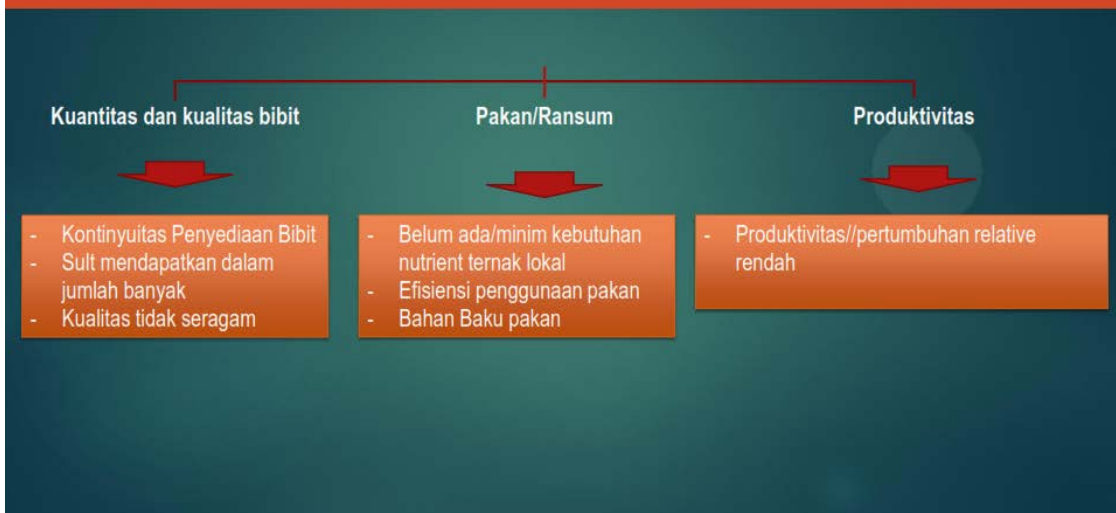 Kuantitas dan kualitas bibit
Pakan/Ransum
Produktivitas
- Kontinyuitas Penyediaan Bibit
- Sult mendapatkan dalam
jumlah banyak
- Kualitas tidak seragam
- Belum ada/minim kebutuhan
nutrient ternak lokal
- Efisiensi penggunaan pakan
- Bahan Baku pakan
- Produktivitas//pertumbuhan relative
rendah